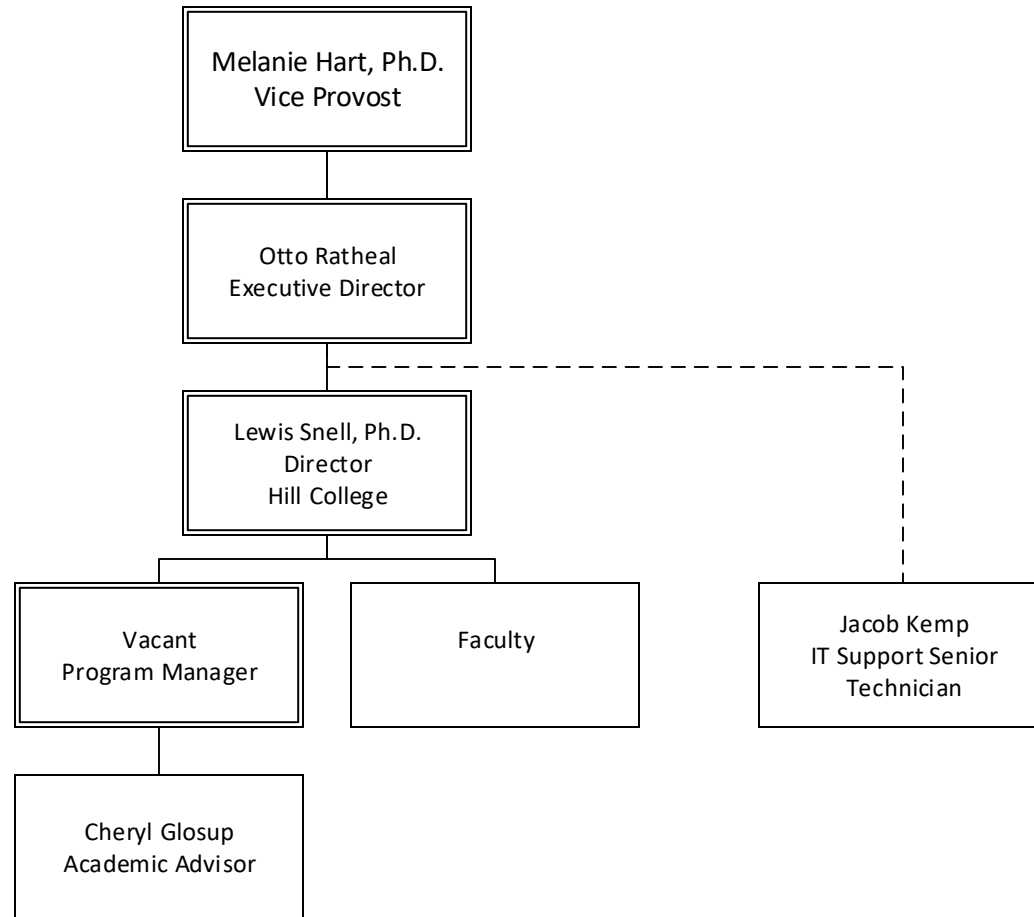 Melanie Hart, Ph.D.
Vice Provost
Otto Ratheal
Executive Director
Lewis Snell, Ph.D.
Director
Hill College
Vacant
Program Manager
Faculty
Jacob Kemp
IT Support Senior
Technician
Cheryl Glosup
Academic Advisor